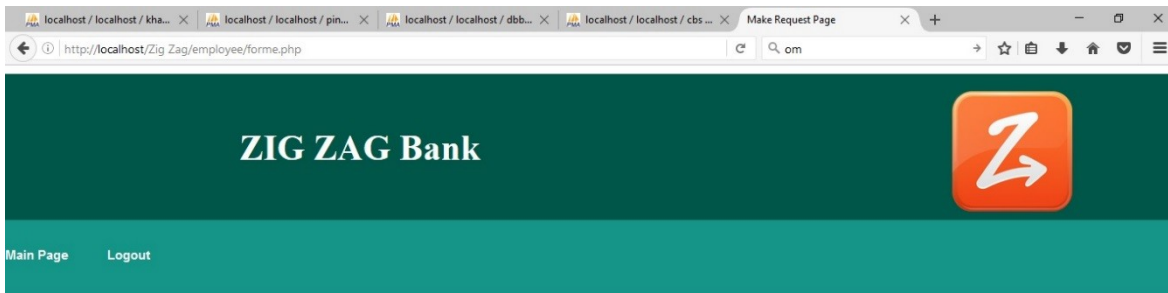 localhost / localhost / kha... localhost / localhost / pin... localhost / localhost / dbb... localhost / localhost / cbs ... Make Request Page
http://localhost/Zig Zag/employee/forme.php om
ZIG ZAG Bank
Main Page Logout